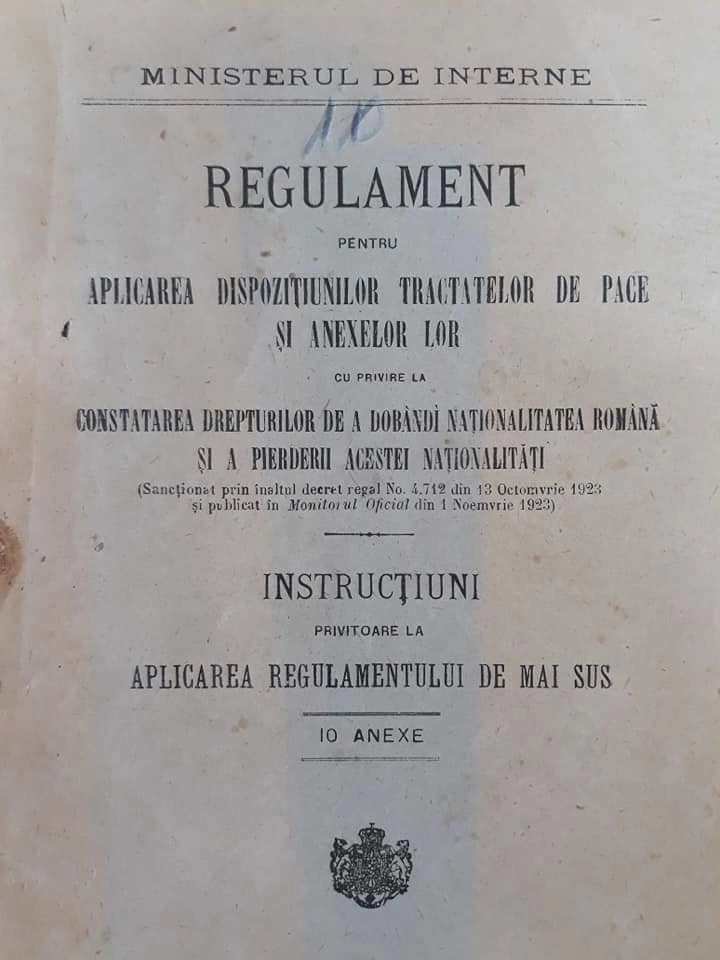 MINISTERUL DE INTERNE
10
REGULAMENT
PENTRU
APLICAREA DISPOZIȚIUNILOR TRACTATELOR DE PACE
ȘI ANEXELOR LOR
CU PRIVIRE LA
CONSTATAREA DREPTURILOR DE A DOBÂNDÌ NAȚIONALITATEA ROMÂNĂ
ȘI A PIERDERII ACESTEI NAȚIONALITĂȚI
(Sancționat prin înaltul decret regal No. 4.712 din 13 Octomvrie 1923
și publicat în Monitorul Oficial din 1 Noemvrie 1923)
INSTRUCȚIUNI
PRIVITOARE LA
APLICAREA REGULAMENTULUI DE MAI SUS
10 ANEXE